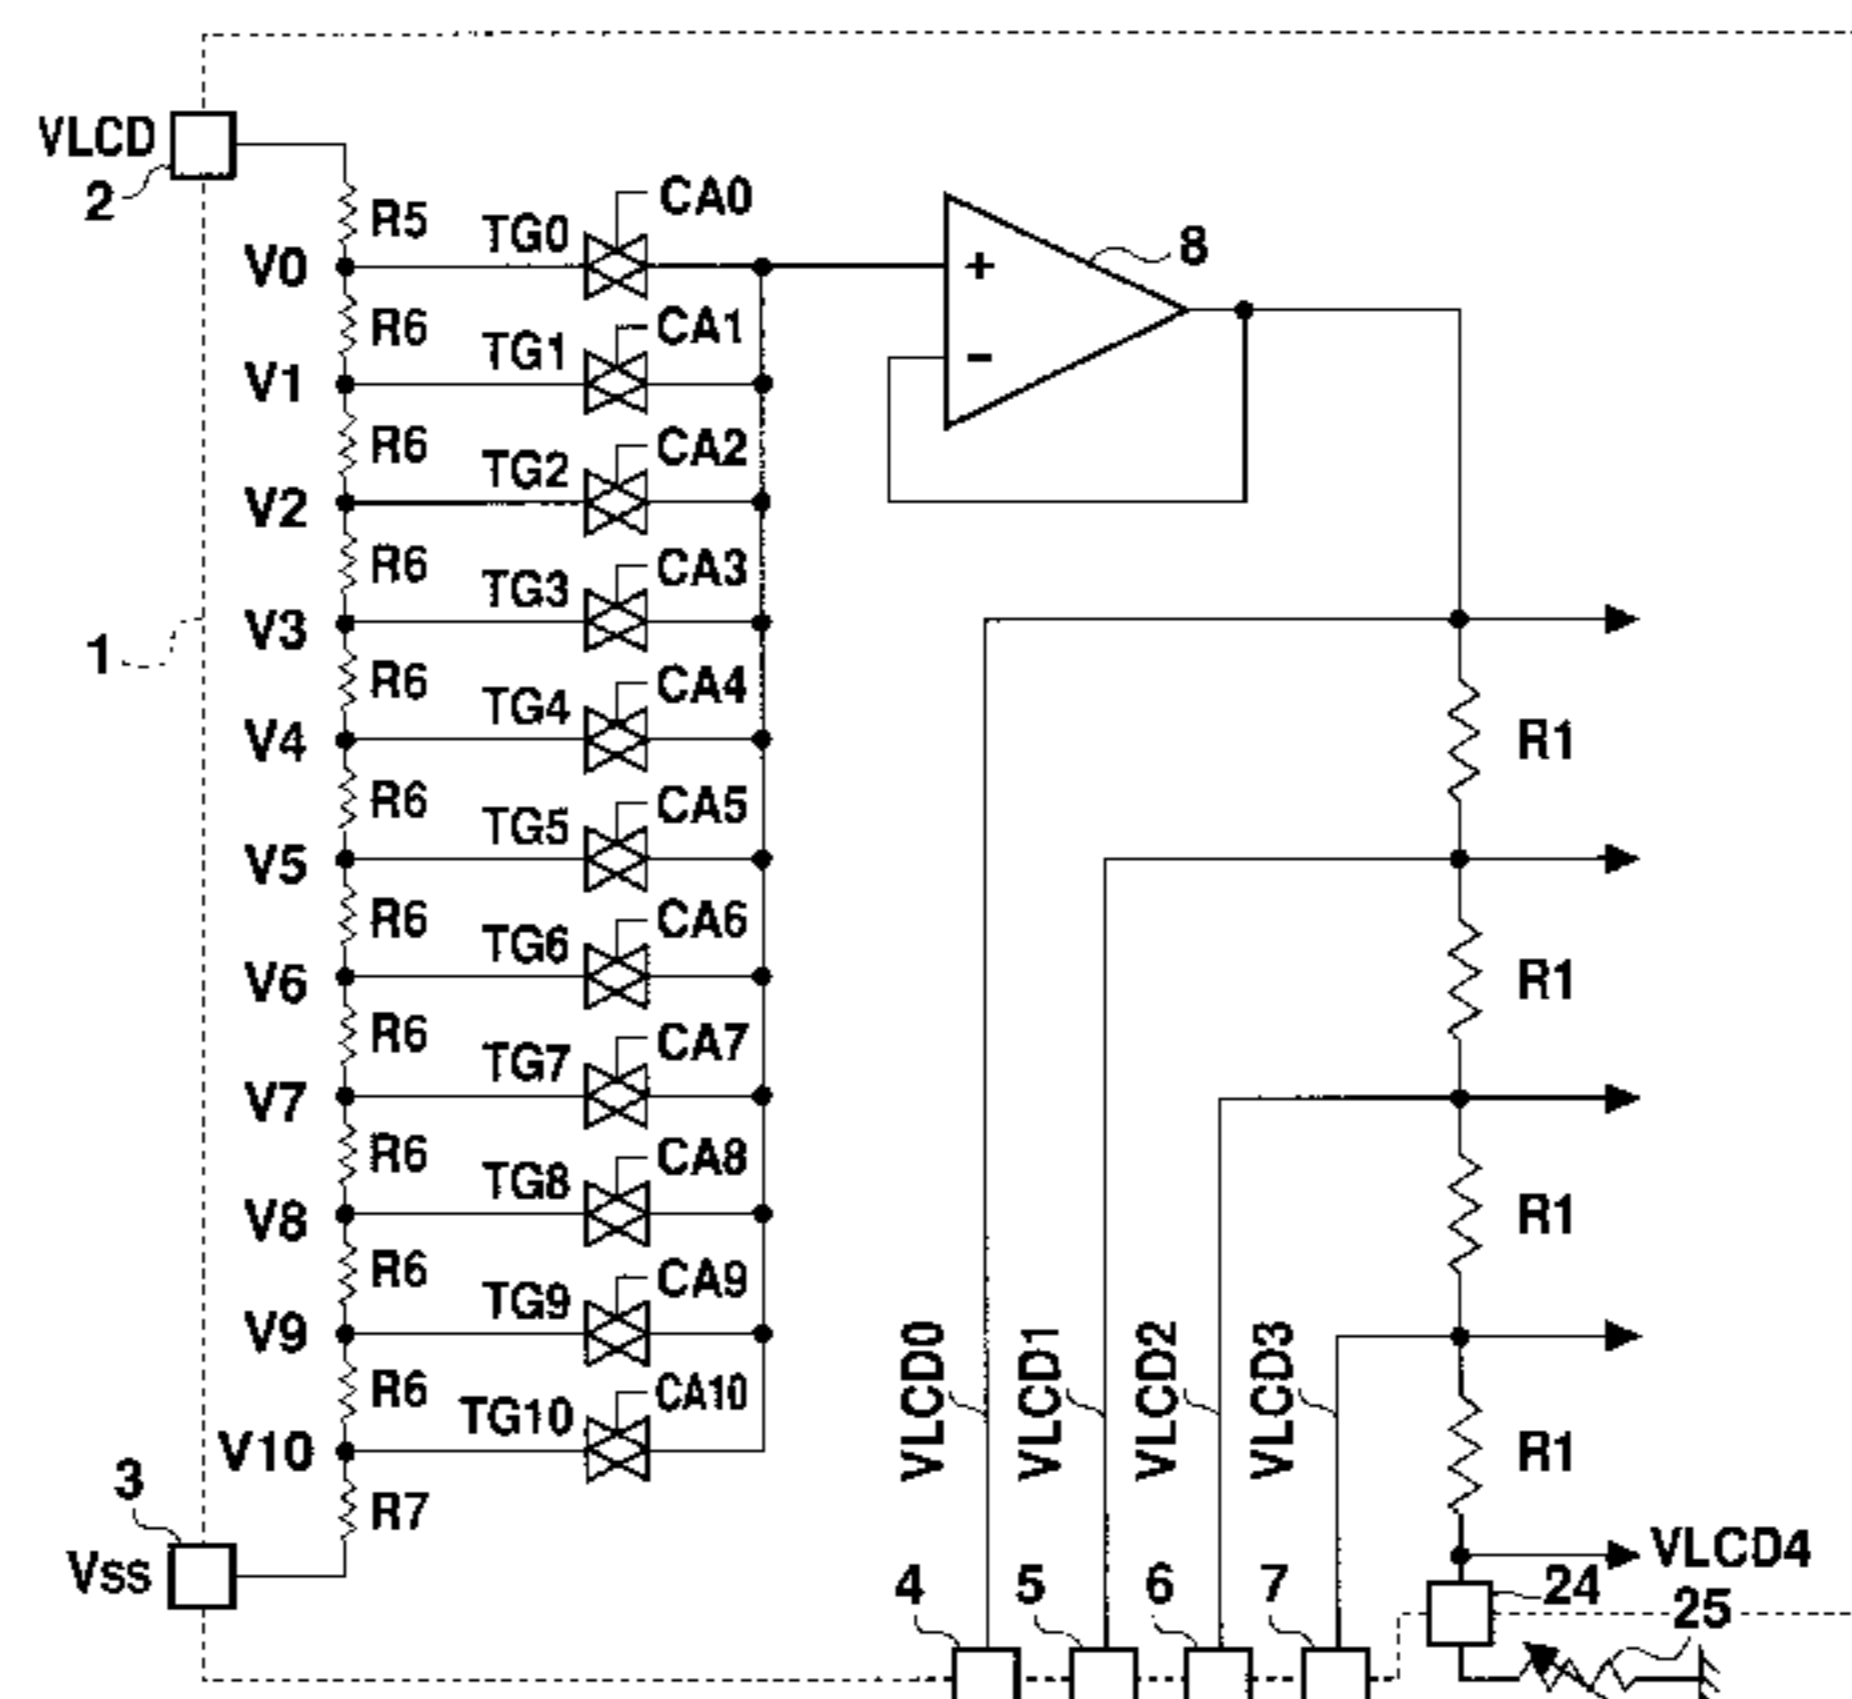 VLCD
2
R5
V0
TG0
CA0
+
-
8
R6
V1
TG1
CA1
R6
V2
TG2
CA2
R6
V3
TG3
CA3
1
R6
V4
TG4
CA4
R1
R6
V5
TG5
CA5
R6
V6
TG6
CA6
R1
R6
V7
TG7
CA7
R6
V8
TG8
CA8
R1
R6
V9
TG9
CA9
R6
V10
TG10
CA10
R1
VLCD0
VLCD1
VLCD2
VLCD3
3
R7
Vss
VLCD4
4
5
6
7
24
25